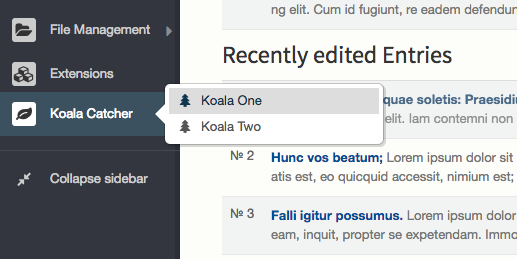 File Management
Extensions
Koala Catcher
Collapse sidebar
Koala One
Koala Two
ng elit. Cum id fugiunt, re eadem defendun
Recently edited Entries
quae soletis: Praesidi
elit. Iam contemni non
№ 2 Hunc vos beatum; Lorem ipsum dolor sit
atis est, eo quicquid accessit, nimium est;
№ 3 Falli igitur possumus. Lorem ipsum dolor
eam, inquit, propter se expetendam. Immo